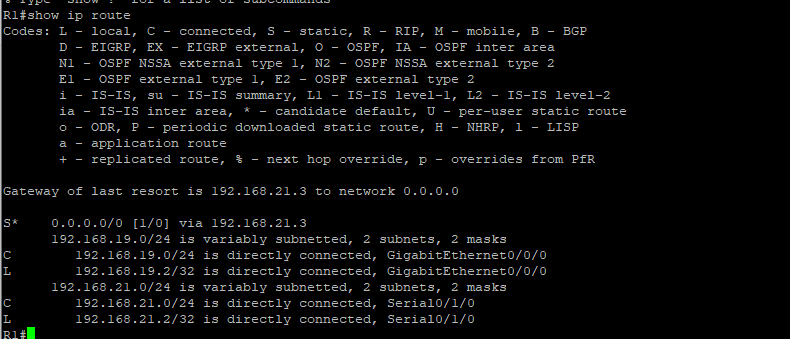 R1#show ip route
Codes: L - local, C - connected, S - static, R - RIP, M - mobile, B - BGP
       D - EIGRP, EX - EIGRP external, O - OSPF, IA - OSPF inter area
       N1 - OSPF NSSA external type 1, N2 - OSPF NSSA external type 2
       E1 - OSPF external type 1, E2 - OSPF external type 2
       i - IS-IS, su - IS-IS summary, L1 - IS-IS level-1, L2 - IS-IS level-2
       ia - IS-IS inter area, * - candidate default, U - per-user static route
       o - ODR, P - periodic downloaded static route, H - NHRP, l - LISP
       a - application route
       + - replicated route, % - next hop override, p - overrides from PfR
Gateway of last resort is 192.168.21.3 to network 0.0.0.0
S*    0.0.0.0/0 [1/0] via 192.168.21.3
      192.168.19.0/24 is variably subnetted, 2 subnets, 2 masks
C        192.168.19.0/24 is directly connected, GigabitEthernet0/0/0
L        192.168.19.2/32 is directly connected, GigabitEthernet0/0/0
      192.168.21.0/24 is variably subnetted, 2 subnets, 2 masks
C        192.168.21.0/24 is directly connected, Serial0/1/0
L        192.168.21.2/32 is directly connected, Serial0/1/0
R1#